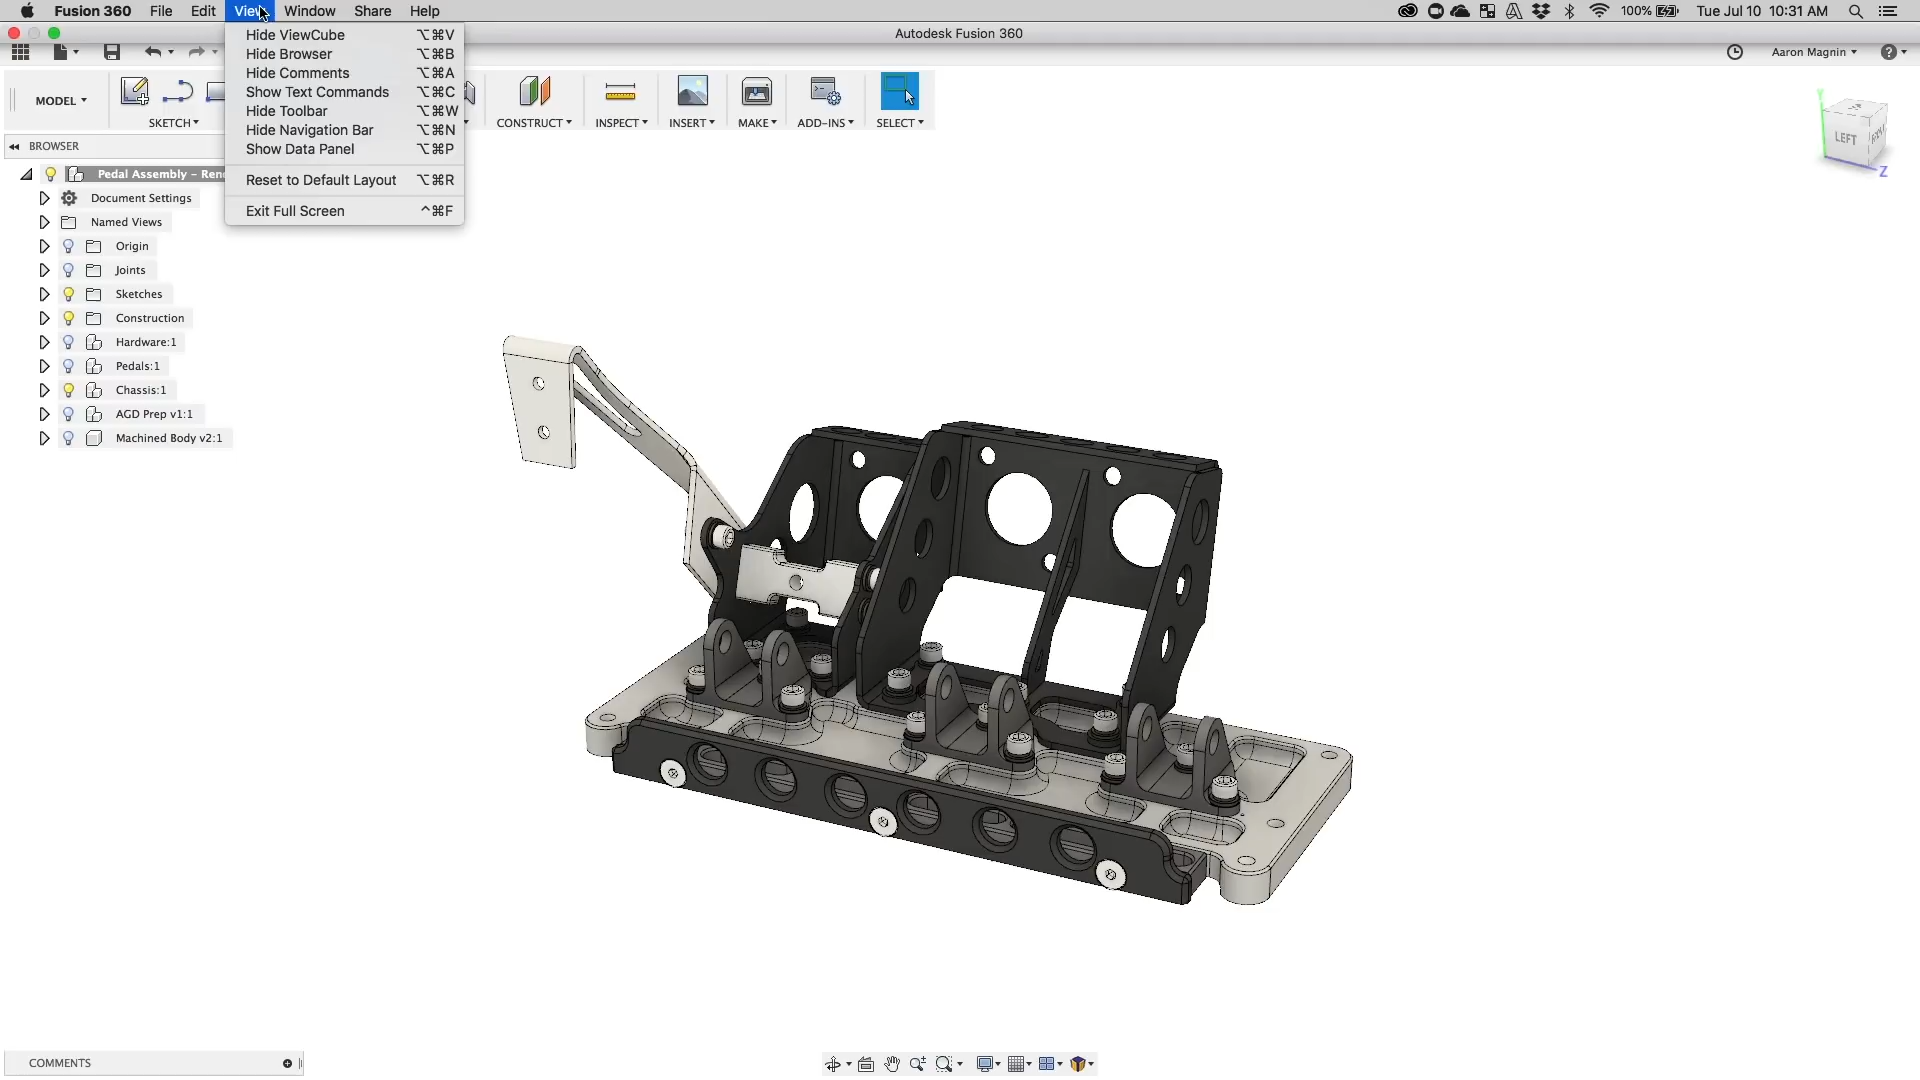 Fusion 360 File Edit View Window Share Help 100% Tue Jul 10 10:31 AM
Autodesk Fusion 360
Aaron Magnin
Hide ViewCube ⌥⌘V
Hide Browser ⌥⌘B
Hide Comments ⌥⌘A
Show Text Commands ⌥⌘C
Hide Toolbar ⌥⌘W
Hide Navigation Bar ⌥⌘N
Show Data Panel ⌥⌘P
Reset to Default Layout ⌥⌘R
Exit Full Screen ^⌘F
MODEL
SKETCH CONSTRUCT INSPECT INSERT MAKE ADD-INS SELECT
BROWSER
Pedal Assembly - Ren
Document Settings
Named Views
Origin
Joints
Sketches
Construction
Hardware:1
Pedals:1
Chassis:1
AGD Prep v1:1
Machined Body v2:1
Y
LEFT
Z
COMMENTS